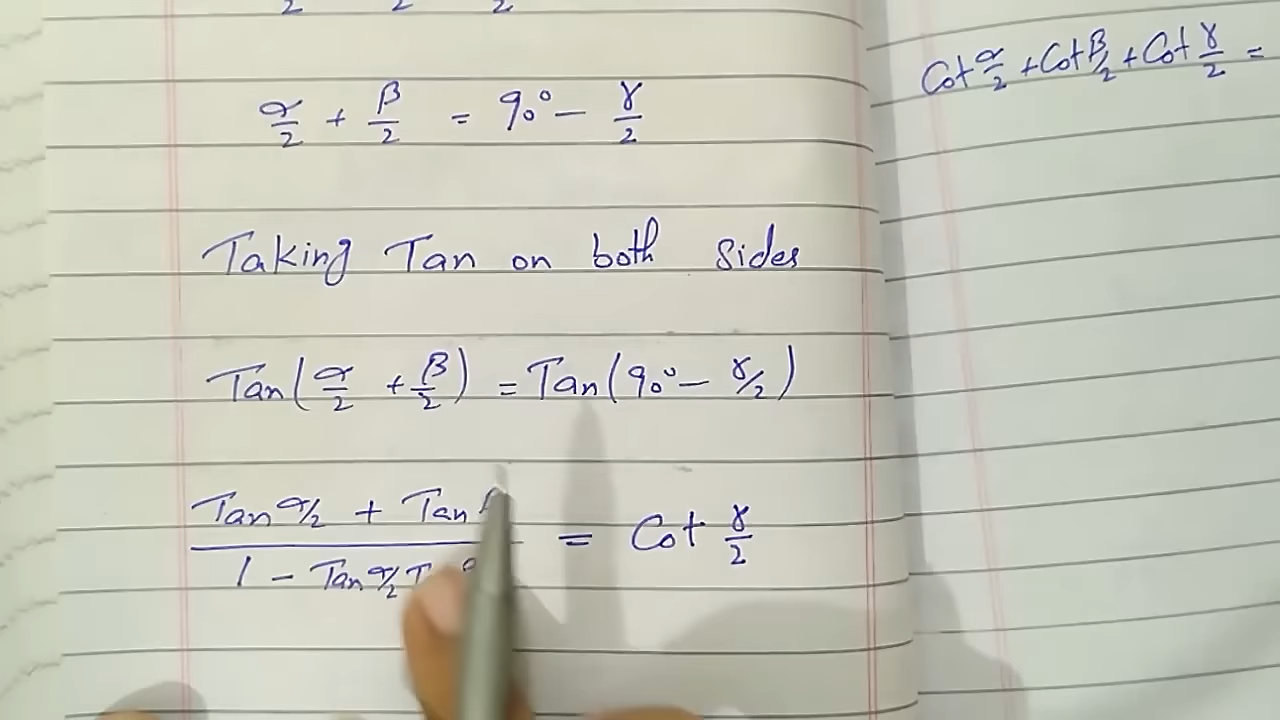 α/2 + β/2 = 90° − γ/2
Taking Tan on both sides
Tan(α/2 + β/2) = Tan(90° − γ/2)
Tan α/2 + Tan
1 − Tan α/2
= Cot γ/2
Cot α/2 + Cot β/2 + Cot γ/2 =